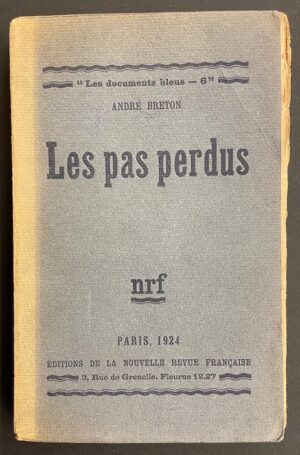 "Les documents bleus — 6"
ANDRÉ BRETON
Les pas perdus
nrf
PARIS, 1924
ÉDITIONS DE LA NOUVELLE REVUE FRANÇAISE
3, Rue de Grenelle. Fleurus 12.27